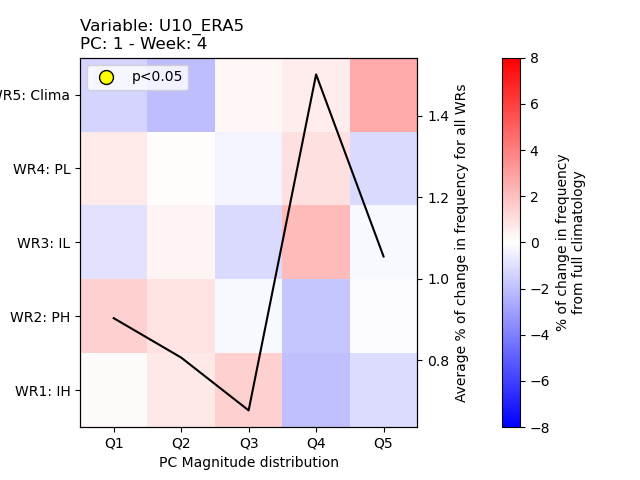 Variable: U10_ERA5
PC: 1 - Week: 4
p<0.05
WR5: Clima
WR4: PL
WR3: IL
WR2: PH
WR1: IH
Q1 Q2 Q3 Q4 Q5
PC Magnitude distribution
1.4
1.2
1.0
0.8
Average % of change in frequency for all WRs
8
6
4
2
0
−2
−4
−6
−8
% of change in frequency
from full climatology